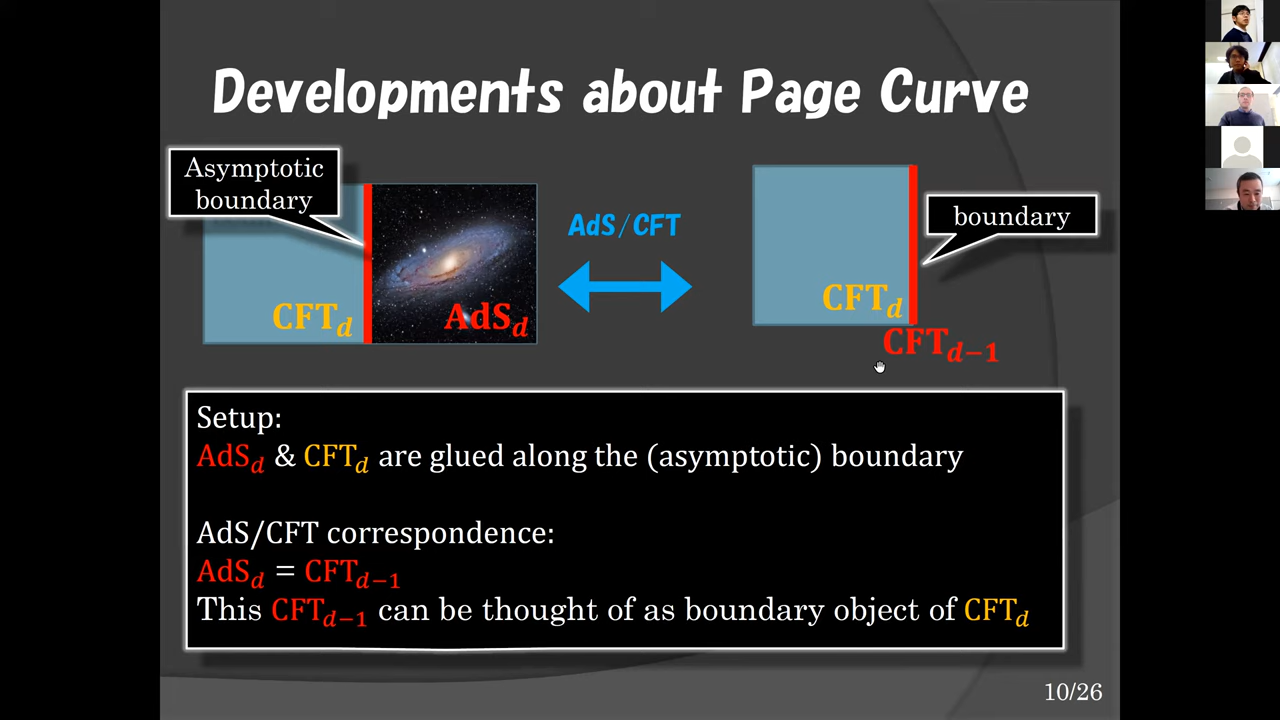 Developments about Page Curve
Asymptotic
boundary
AdS/CFT
boundary
CFT_d
AdS_d
CFT_d
CFT_{d−1}
Setup:
AdS_d & CFT_d are glued along the (asymptotic) boundary
AdS/CFT correspondence:
AdS_d = CFT_{d−1}
This CFT_{d−1} can be thought of as boundary object of CFT_d
10/26